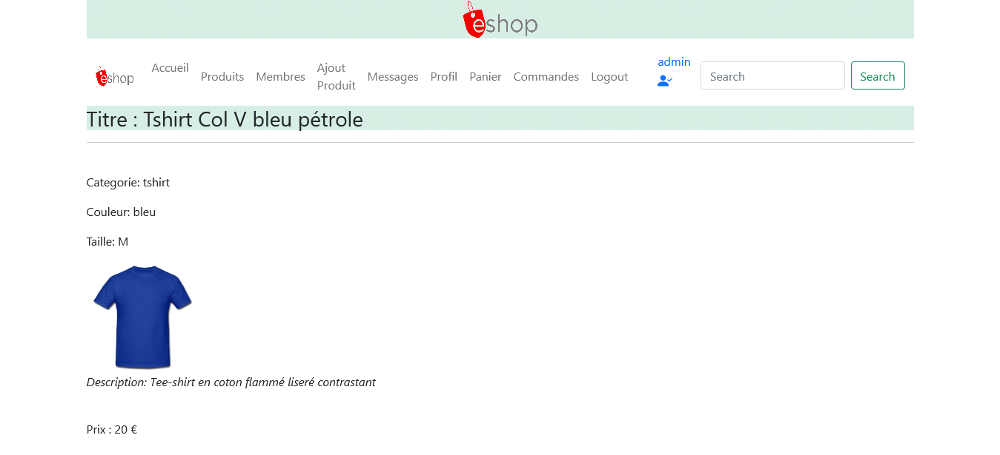 eshop
eshop
Accueil
Produits
Membres
Ajout
Produit
Messages
Profil
Panier
Commandes
Logout
admin
Search
Search
Titre : Tshirt Col V bleu pétrole
Categorie: tshirt
Couleur: bleu
Taille: M
Description: Tee-shirt en coton flammé liseré contrastant
Prix : 20 €